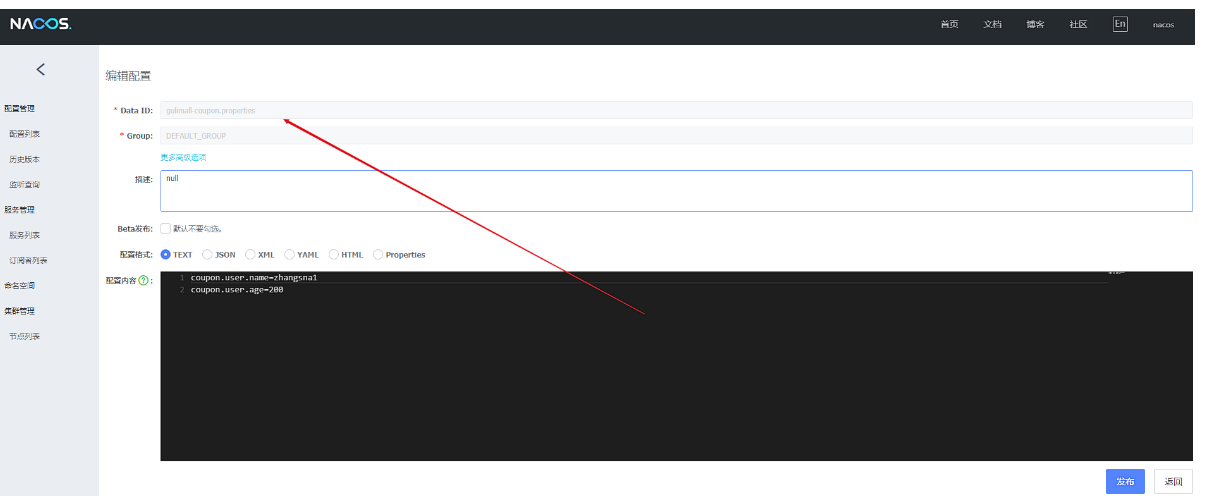 NACOS.
首页 文档 博客 社区 En nacos
编辑配置
配置管理
配置列表
历史版本
监听查询
服务管理
服务列表
订阅者列表
命名空间
集群管理
节点列表
* Data ID: gulimall-coupon.properties
* Group: DEFAULT_GROUP
更多高级选项
描述: null
Beta发布: 默认不要勾选。
配置格式: TEXT JSON XML YAML HTML Properties
配置内容 ? :
1 coupon.user.name=zhangsna1
2 coupon.user.age=200
发布 返回